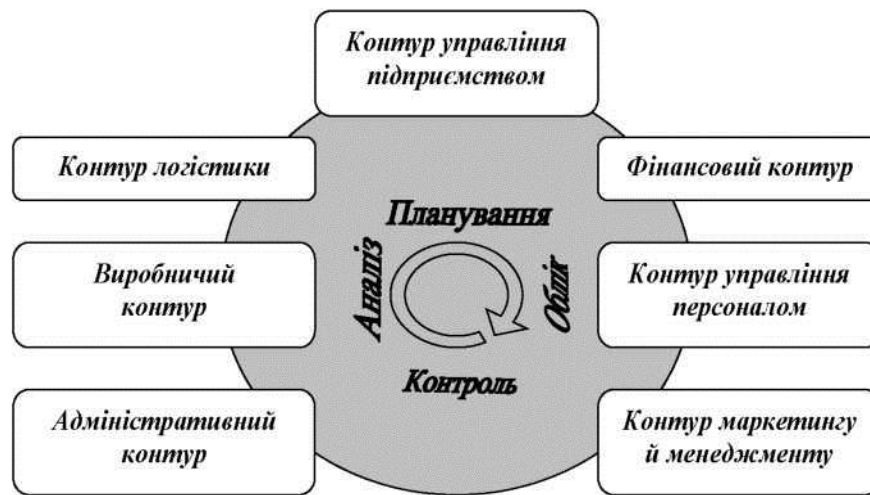 Контур управління
підприємством
Контур логістики
Фінансовий контур
Планування
Аналіз
Облік
Контроль
Виробничий
контур
Контур управління
персоналом
Адміністративний
контур
Контур маркетингу
й менеджменту